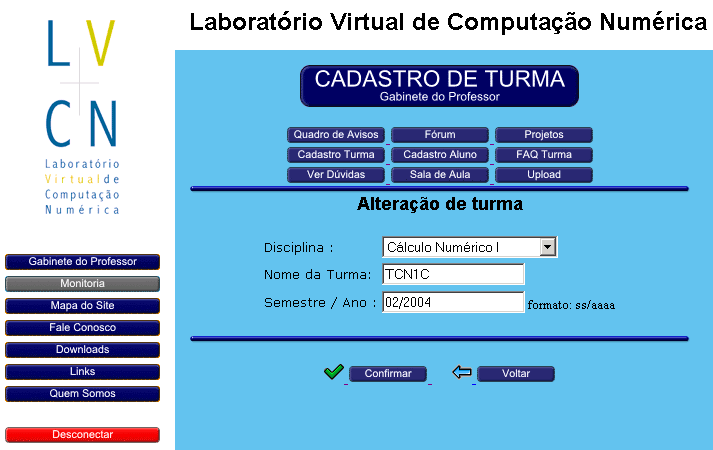 Laboratório Virtual de Computação Numérica
L V
C N
Laboratório
Virtual de
Computação
Numérica
CADASTRO DE TURMA
Gabinete do Professor
Quadro de Avisos Fórum Projetos
Cadastro Turma Cadastro Aluno FAQ Turma
Ver Dúvidas Sala de Aula Upload
Alteração de turma
Disciplina : Cálculo Numérico I
Nome da Turma: TCN1C
Semestre / Ano : 02/2004 formato: ss/aaaa
Confirmar Voltar
Gabinete do Professor
Monitoria
Mapa do Site
Fale Conosco
Downloads
Links
Quem Somos
Desconectar